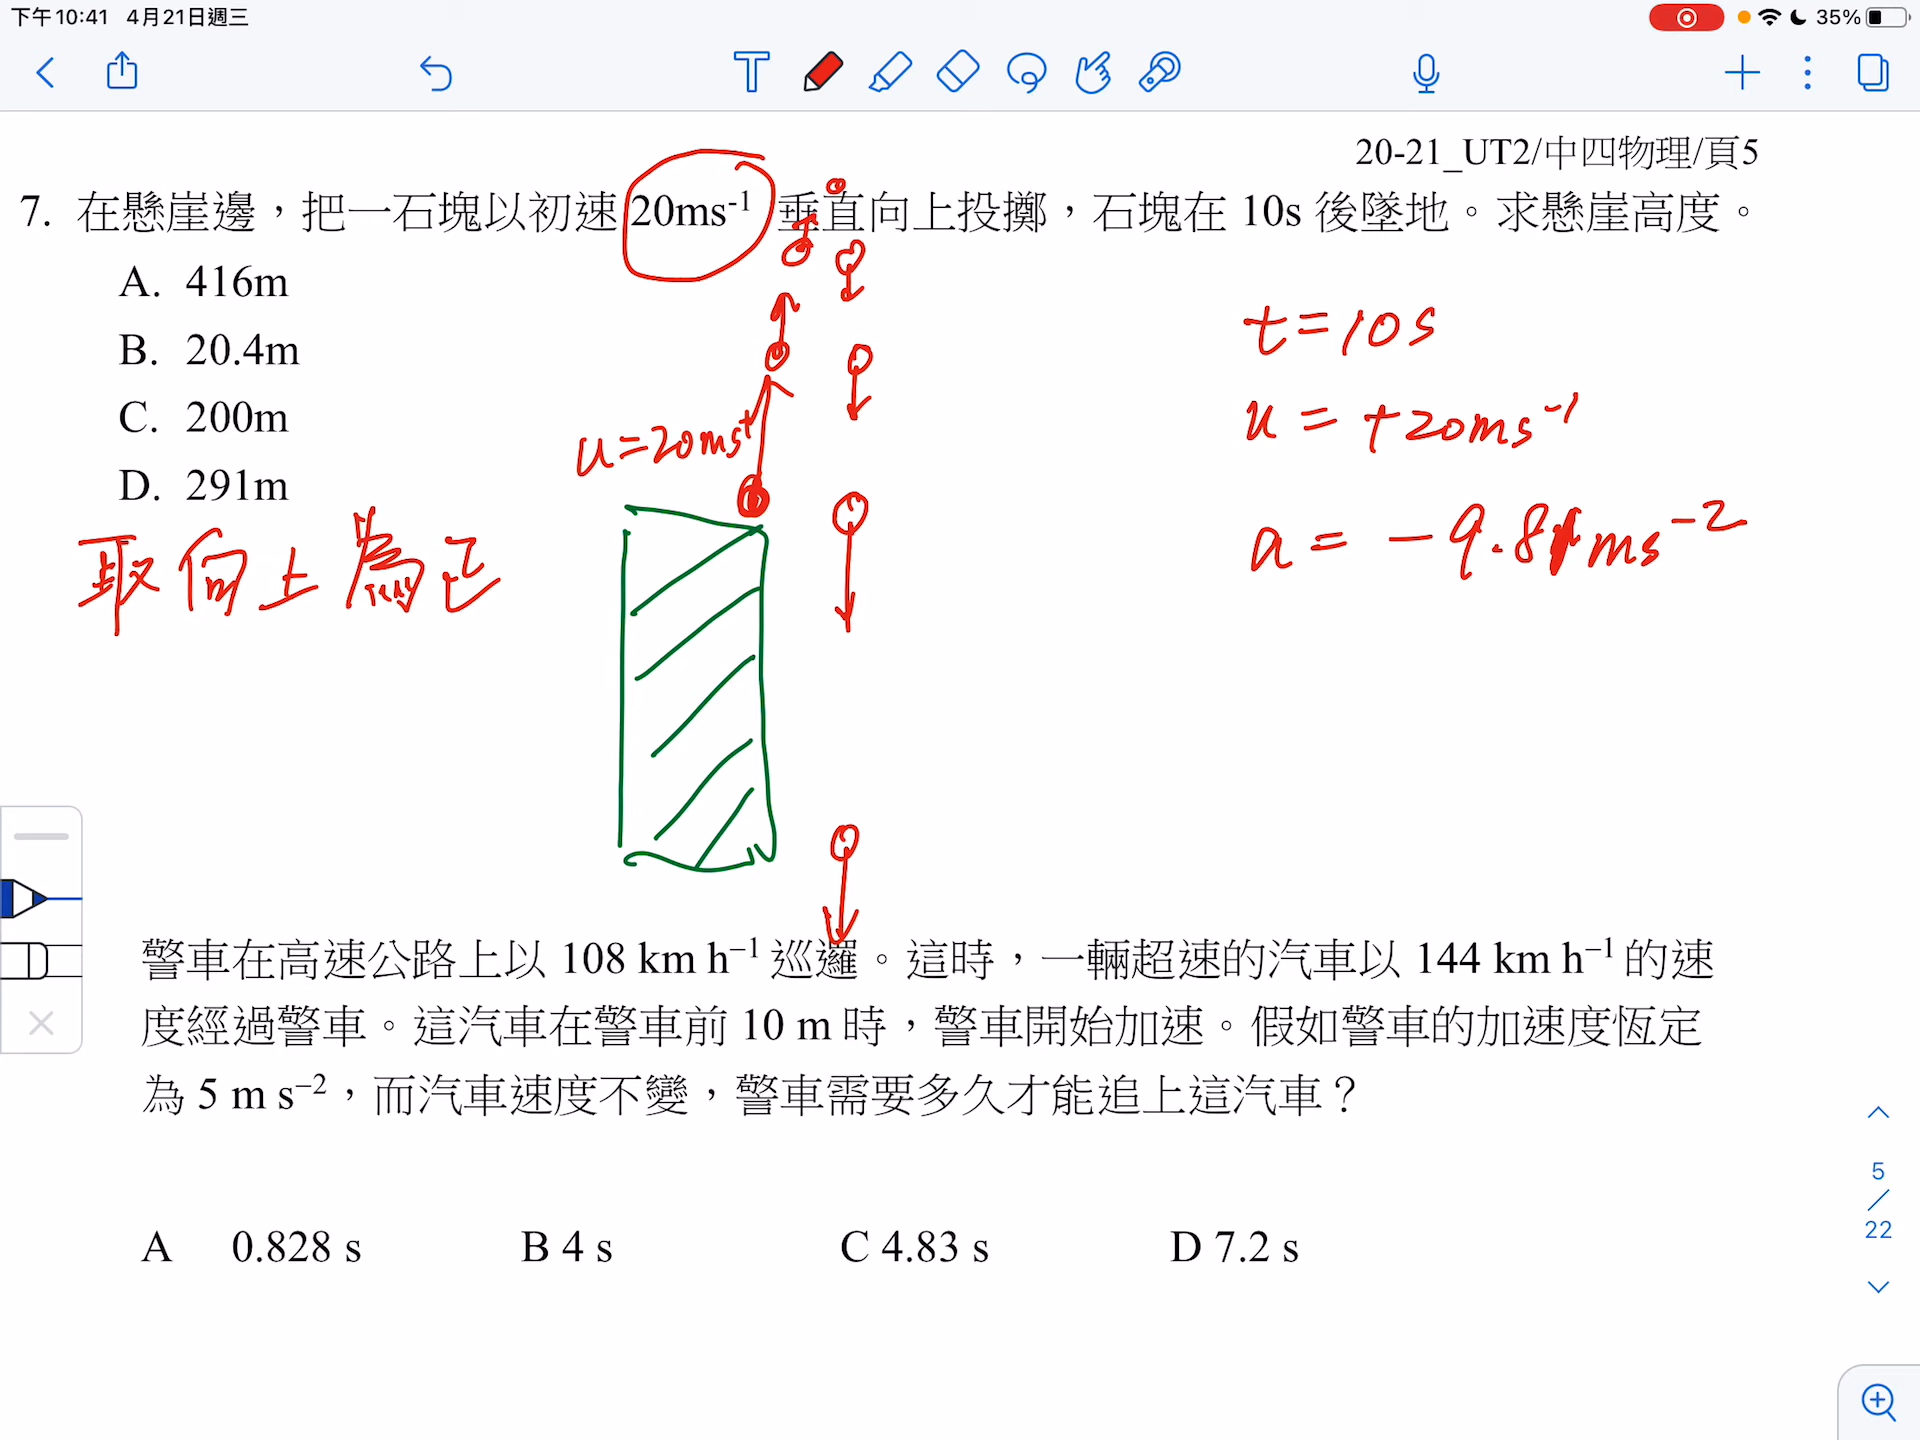 下午10:41 4月21日週三
35%
20-21_UT2/中四物理/頁5
7. 在懸崖邊，把一石塊以初速 20ms⁻¹ 垂直向上投擲，石塊在 10s 後墜地。求懸崖高度。
A. 416m
B. 20.4m
C. 200m
D. 291m
取向上為正
u=20ms⁻¹
t=10s
u = +20ms⁻¹
a = -9.81ms⁻²
警車在高速公路上以 108 km h⁻¹ 巡邏。這時，一輛超速的汽車以 144 km h⁻¹ 的速
度經過警車。這汽車在警車前 10 m 時，警車開始加速。假如警車的加速度恆定
為 5 m s⁻²，而汽車速度不變，警車需要多久才能追上這汽車？
A 0.828 s B 4 s C 4.83 s D 7.2 s
5
/
22